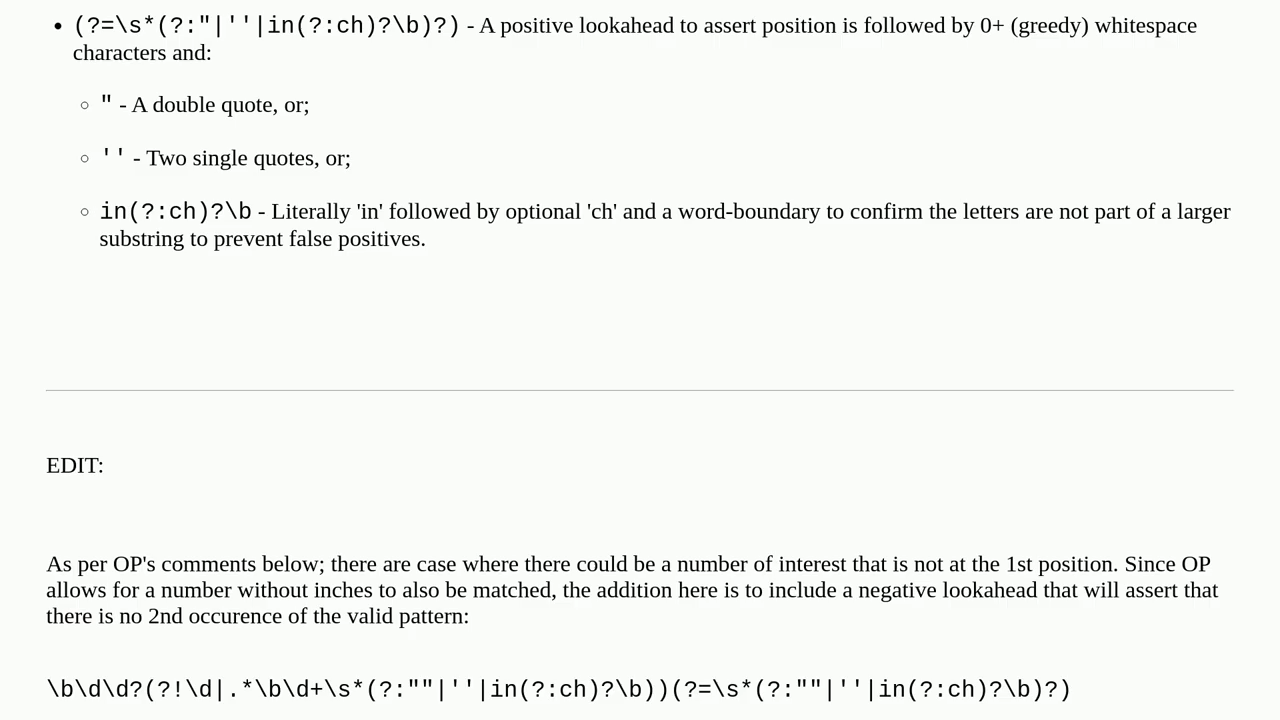 • (?=\s*(?:"|''|in(?:ch)?\b)?) - A positive lookahead to assert position is followed by 0+ (greedy) whitespace
characters and:
○ " - A double quote, or;
○ '' - Two single quotes, or;
○ in(?:ch)?\b - Literally 'in' followed by optional 'ch' and a word-boundary to confirm the letters are not part of a larger
substring to prevent false positives.
EDIT:
As per OP's comments below; there are case where there could be a number of interest that is not at the 1st position. Since OP
allows for a number without inches to also be matched, the addition here is to include a negative lookahead that will assert that
there is no 2nd occurence of the valid pattern:
\b\d\d?(?!\d|.*\b\d+\s*(?:""|''|in(?:ch)?\b))(?=\s*(?:""|''|in(?:ch)?\b)?)